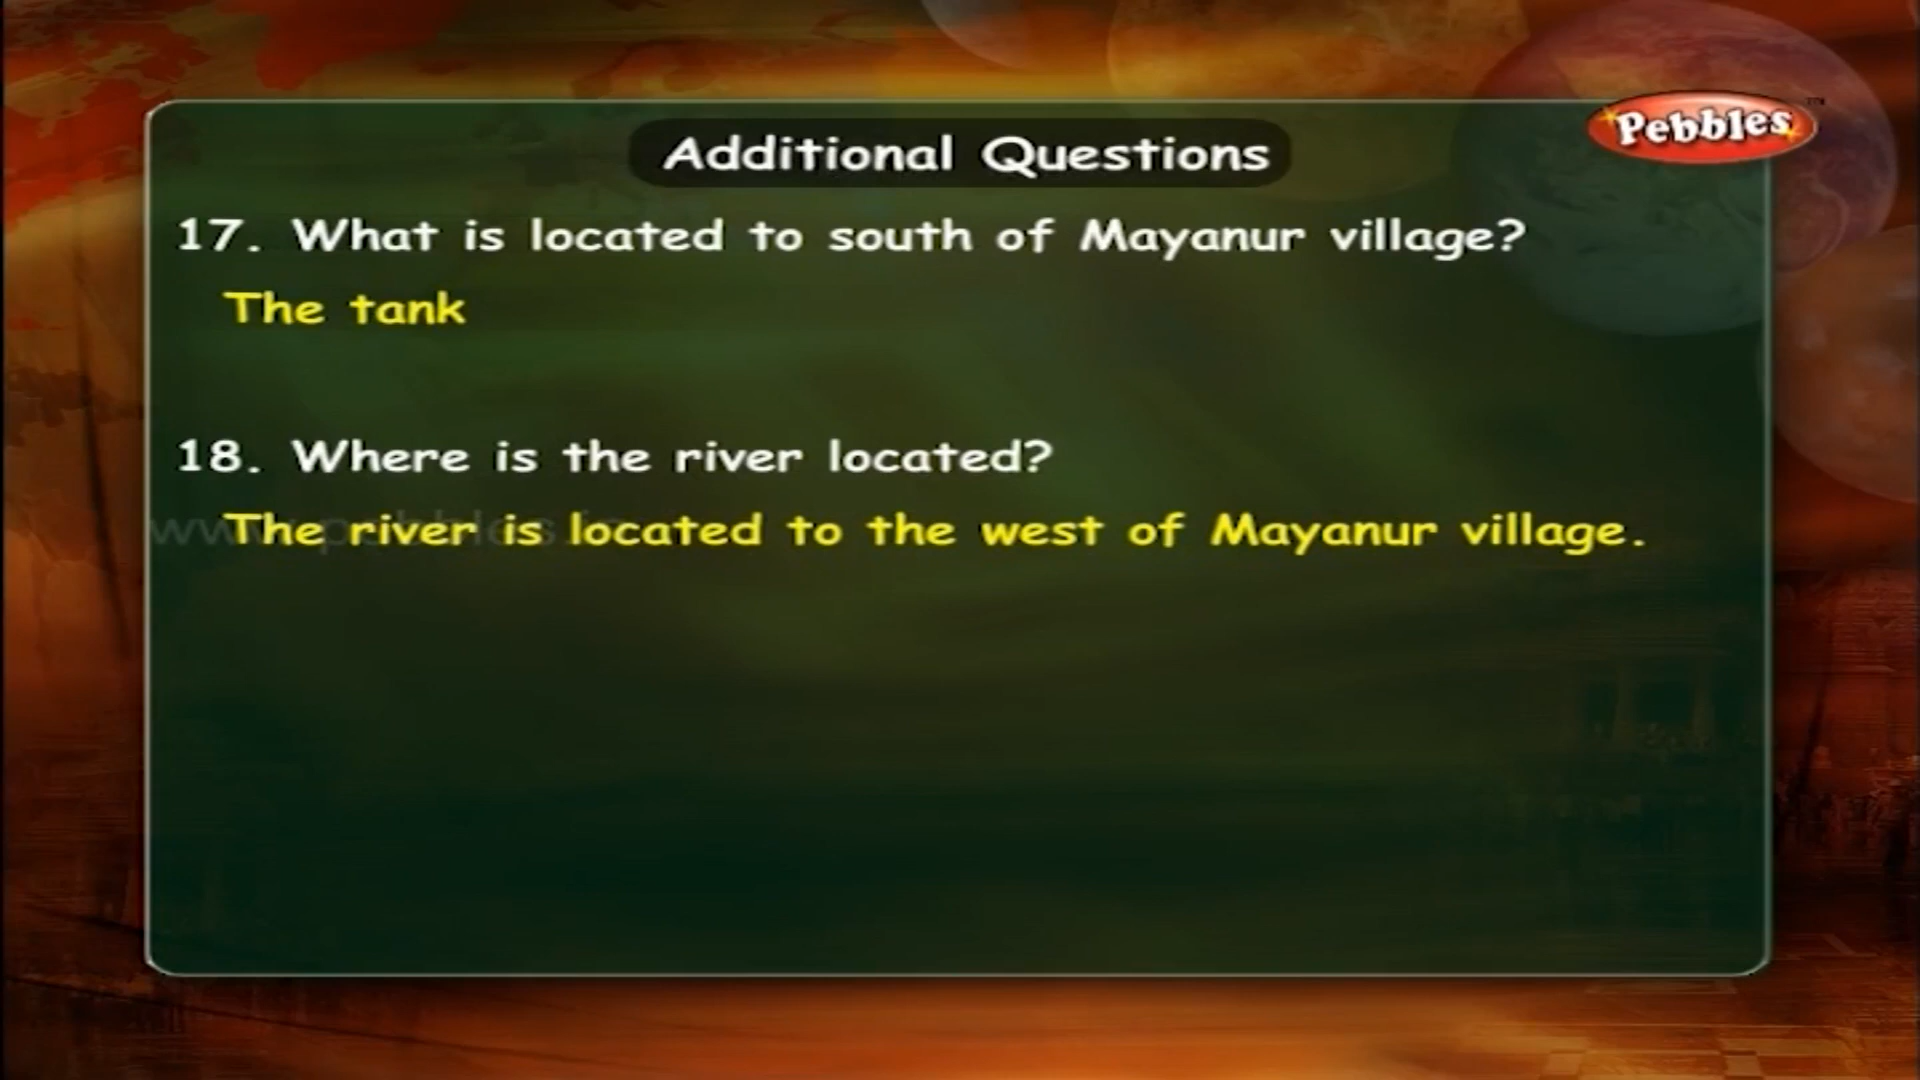 Pebbles™
Additional Questions
17. What is located to south of Mayanur village?
The tank
18. Where is the river located?
The river is located to the west of Mayanur village.